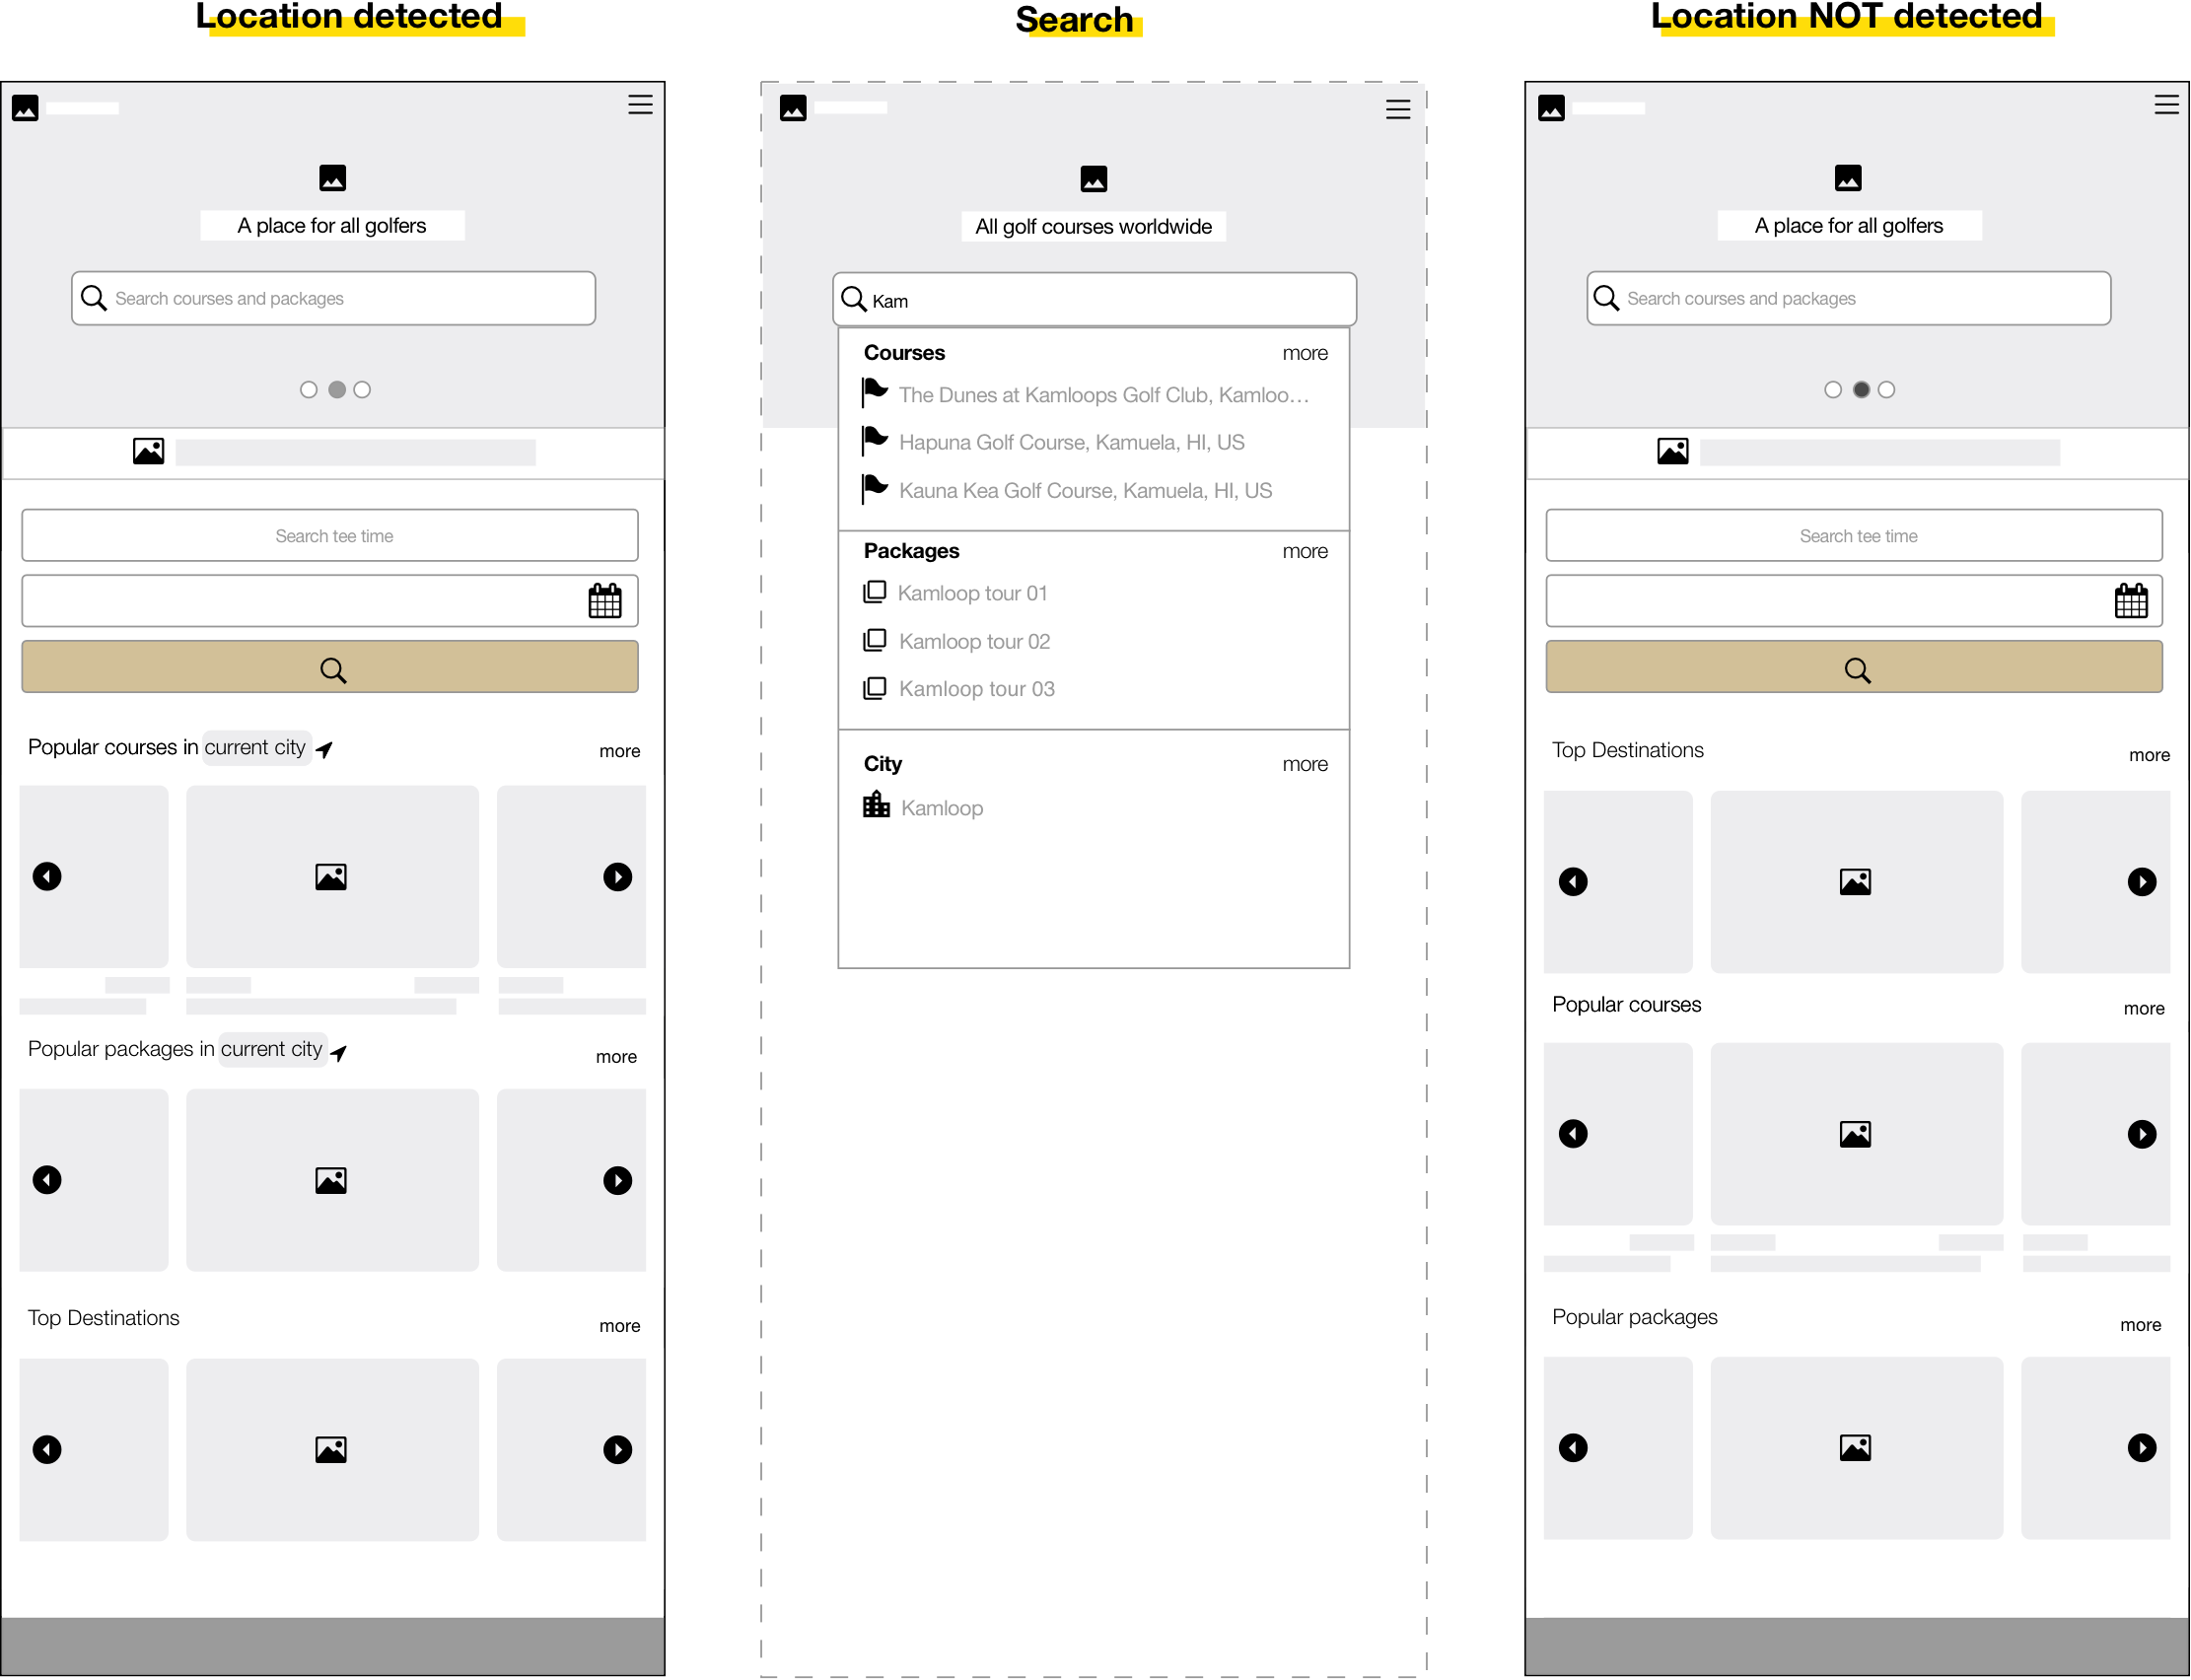 Location detected
A place for all golfers
Search courses and packages
Search tee time
Popular courses in current city
more
Popular packages in current city
more
Top Destinations
more
Search
All golf courses worldwide
Kam
Courses
more
The Dunes at Kamloops Golf Club, Kamloo...
Hapuna Golf Course, Kamuela, HI, US
Kauna Kea Golf Course, Kamuela, HI, US
Packages
more
Kamloop tour 01
Kamloop tour 02
Kamloop tour 03
City
more
Kamloop
Location NOT detected
A place for all golfers
Search courses and packages
Search tee time
Top Destinations
more
Popular courses
more
Popular packages
more